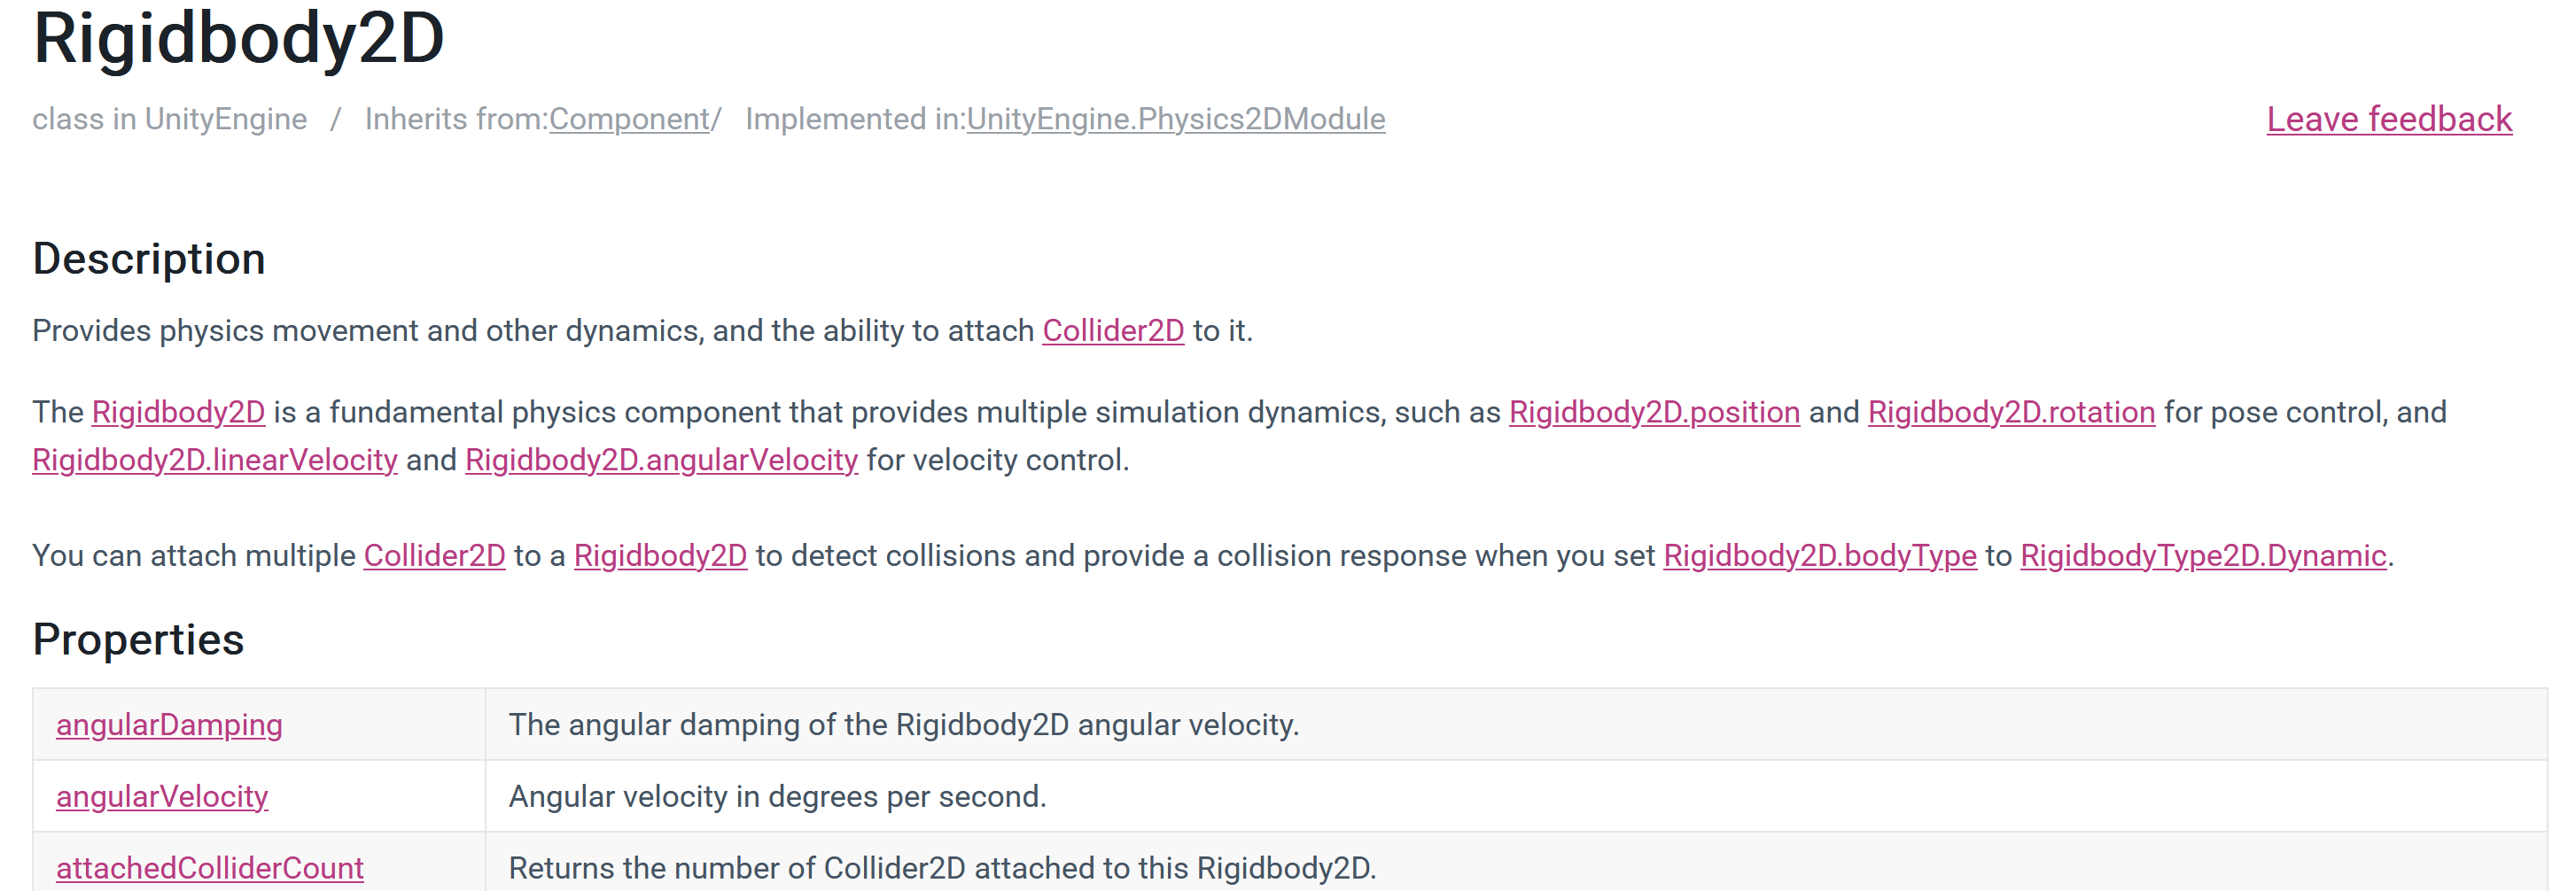 Rigidbody2D
class in UnityEngine / Inherits from:Component/ Implemented in:UnityEngine.Physics2DModule
Leave feedback
Description
Provides physics movement and other dynamics, and the ability to attach Collider2D to it.
The Rigidbody2D is a fundamental physics component that provides multiple simulation dynamics, such as Rigidbody2D.position and Rigidbody2D.rotation for pose control, and
Rigidbody2D.linearVelocity and Rigidbody2D.angularVelocity for velocity control.
You can attach multiple Collider2D to a Rigidbody2D to detect collisions and provide a collision response when you set Rigidbody2D.bodyType to RigidbodyType2D.Dynamic.
Properties
angularDamping The angular damping of the Rigidbody2D angular velocity.
angularVelocity Angular velocity in degrees per second.
attachedColliderCount Returns the number of Collider2D attached to this Rigidbody2D.